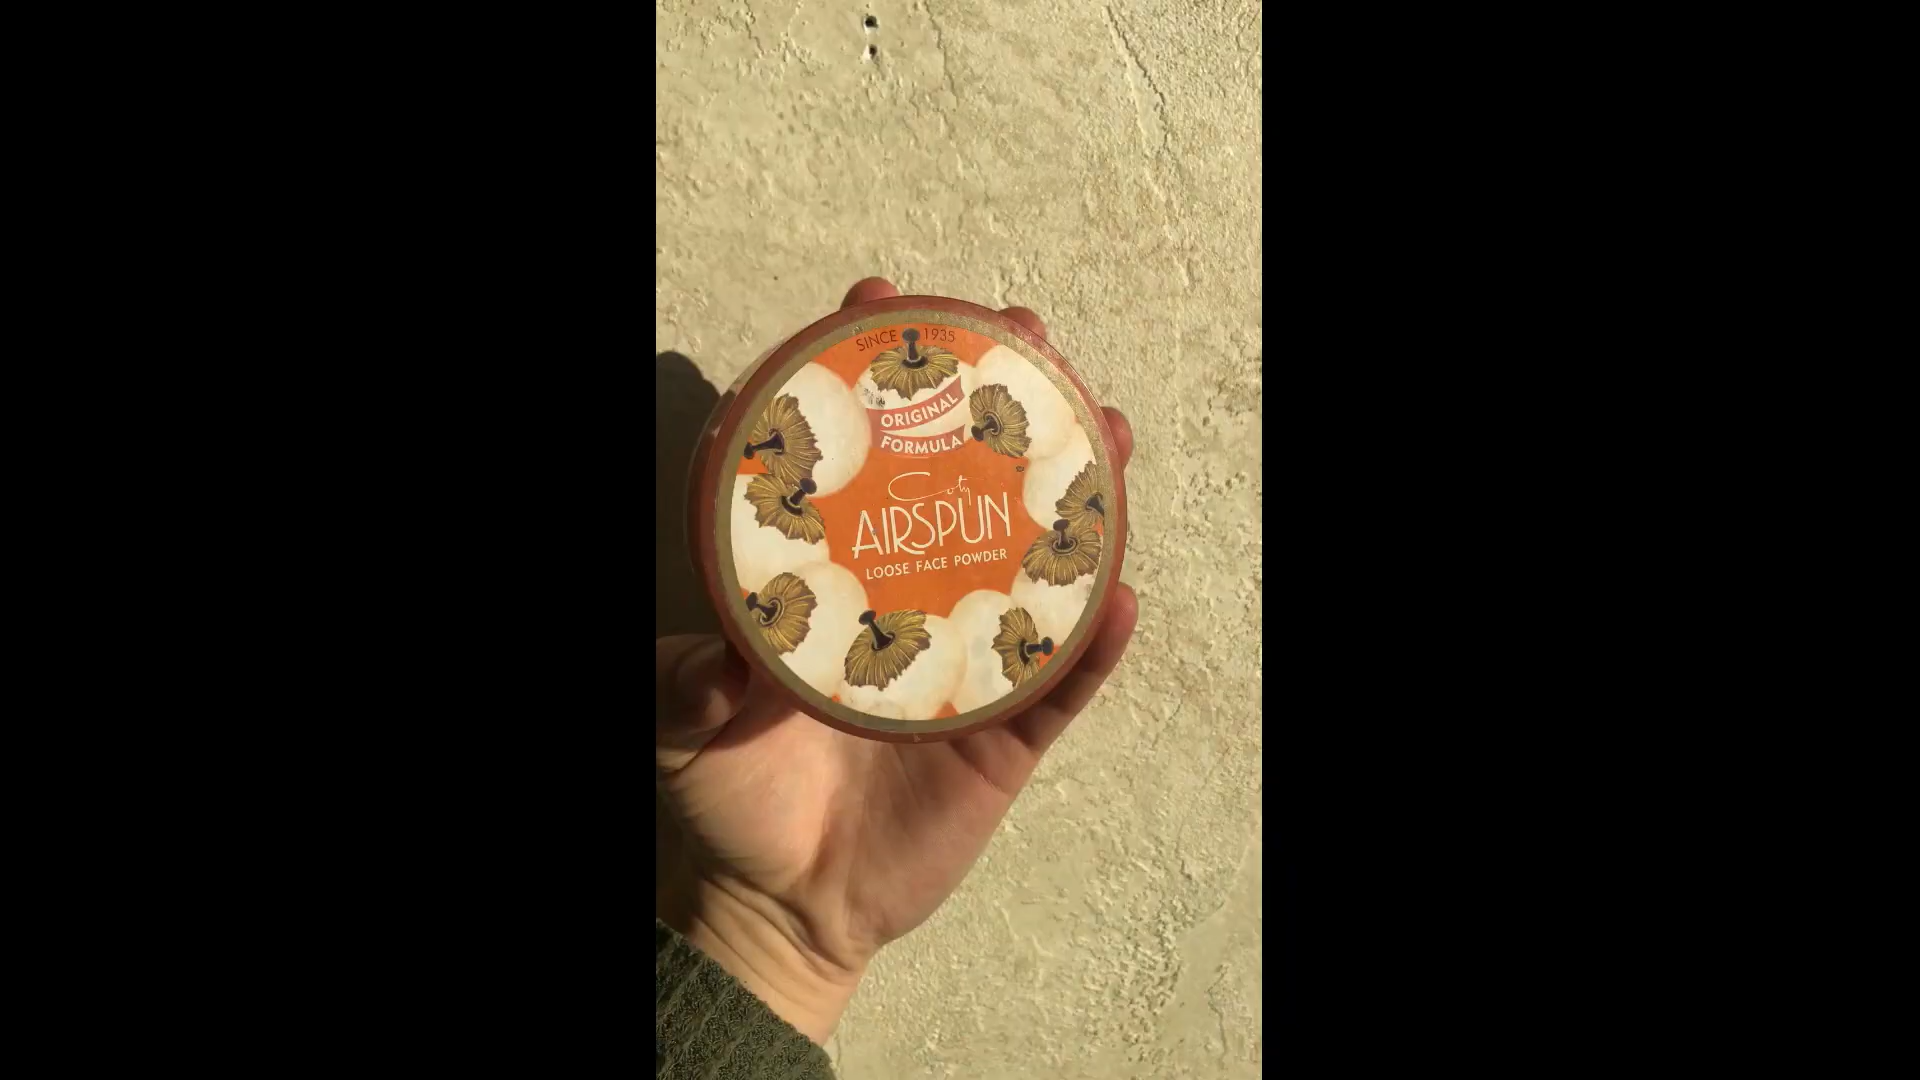 SINCE 1935
ORIGINAL
FORMULA
Coty
AIRSPUN
LOOSE FACE POWDER